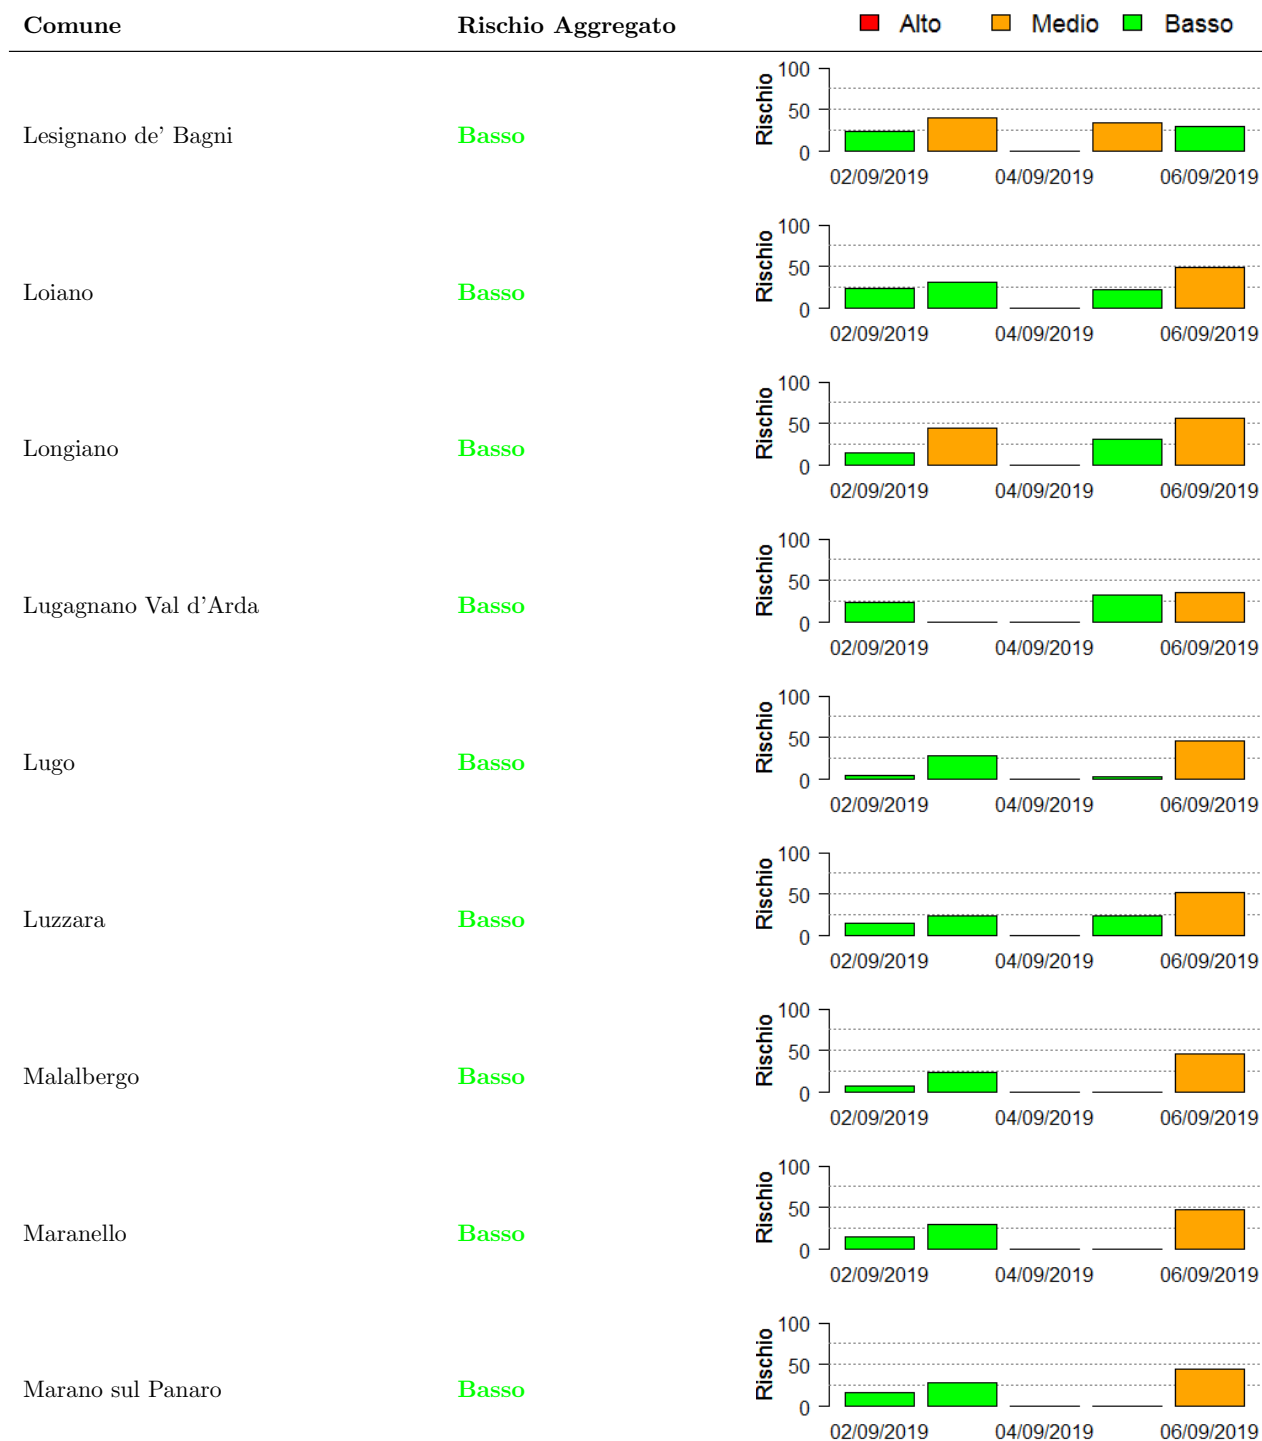 Comune Rischio Aggregato Alto Medio Basso
Lesignano de' Bagni Basso Rischio 100 50 0
02/09/2019 04/09/2019 06/09/2019
Loiano Basso Rischio 100 50 0
02/09/2019 04/09/2019 06/09/2019
Longiano Basso Rischio 100 50 0
02/09/2019 04/09/2019 06/09/2019
Lugagnano Val d'Arda Basso Rischio 100 50 0
02/09/2019 04/09/2019 06/09/2019
Lugo Basso Rischio 100 50 0
02/09/2019 04/09/2019 06/09/2019
Luzzara Basso Rischio 100 50 0
02/09/2019 04/09/2019 06/09/2019
Malalbergo Basso Rischio 100 50 0
02/09/2019 04/09/2019 06/09/2019
Maranello Basso Rischio 100 50 0
02/09/2019 04/09/2019 06/09/2019
Marano sul Panaro Basso Rischio 100 50 0
02/09/2019 04/09/2019 06/09/2019